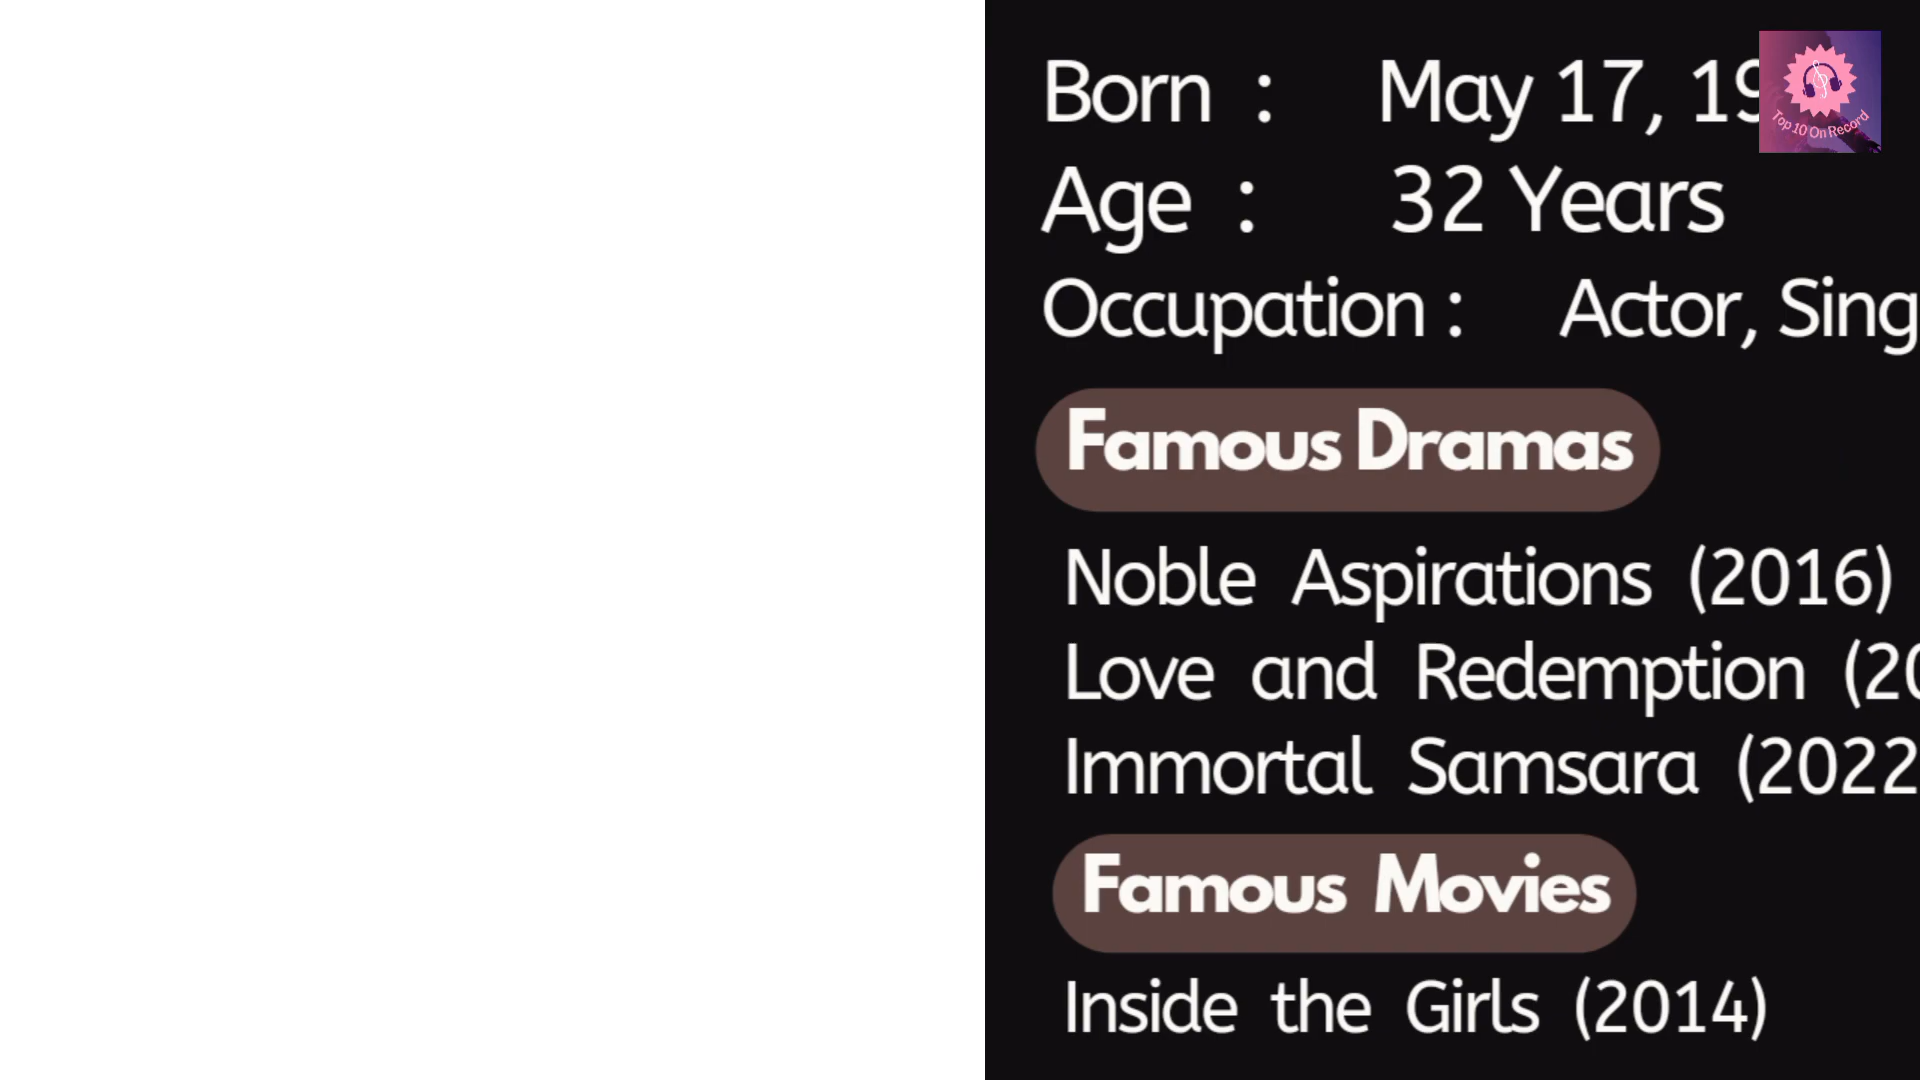 Born : May 17, 19
Top 10 On Record
Age : 32 Years
Occupation : Actor, Sing
Famous Dramas
Noble Aspirations (2016)
Love and Redemption (20
Immortal Samsara (2022
Famous Movies
Inside the Girls (2014)